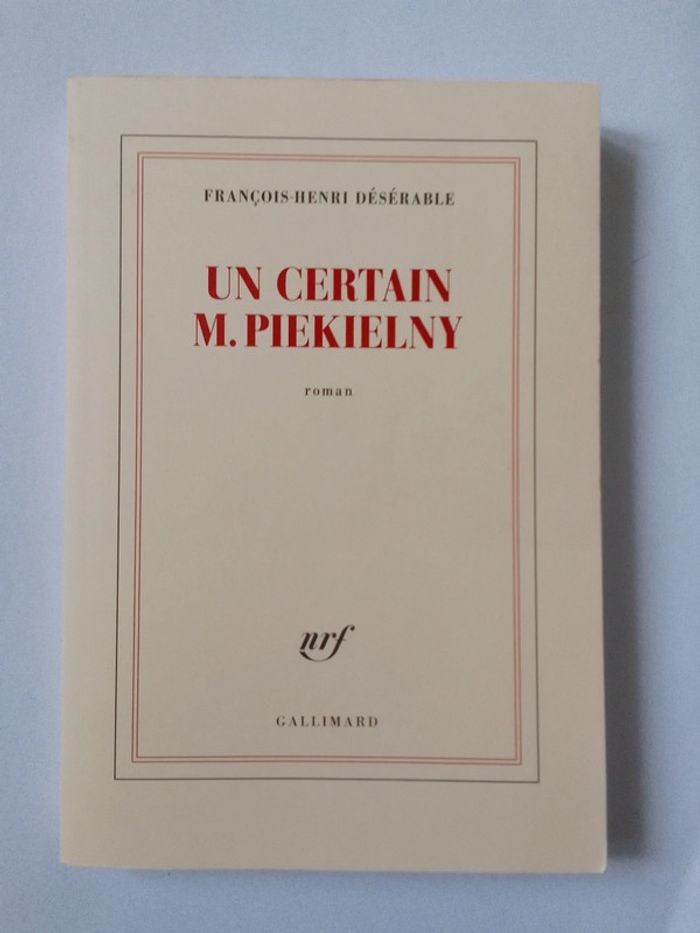 FRANÇOIS-HENRI DÉSÉRABLE
UN CERTAIN
M. PIEKIELNY
roman
nrf
GALLIMARD